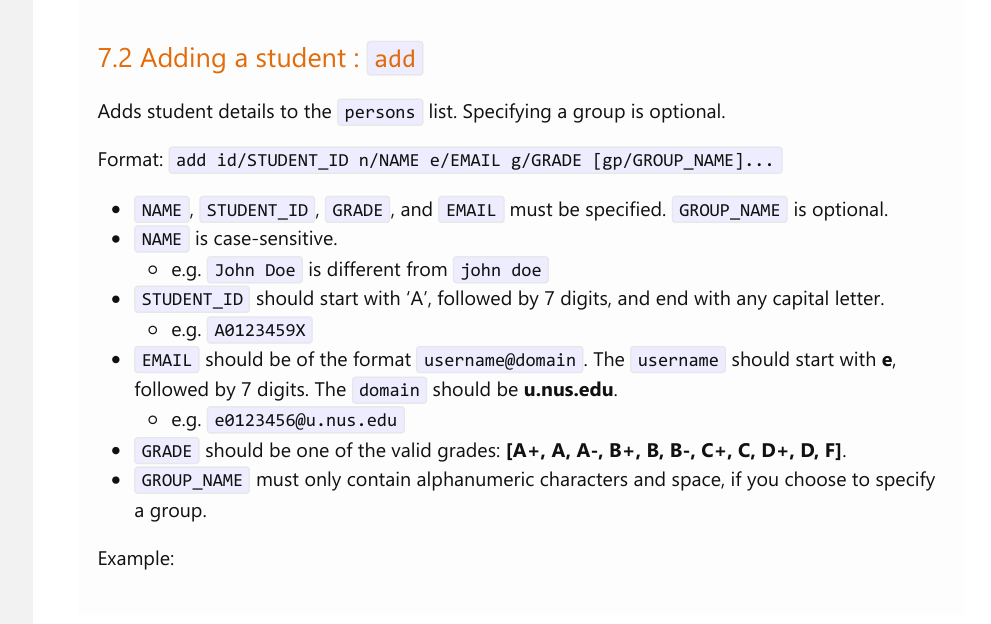 7.2 Adding a student : add
Adds student details to the persons list. Specifying a group is optional.
Format: add id/STUDENT_ID n/NAME e/EMAIL g/GRADE [gp/GROUP_NAME]...
• NAME, STUDENT_ID, GRADE, and EMAIL must be specified. GROUP_NAME is optional.
• NAME is case-sensitive.
◦ e.g. John Doe is different from john doe
• STUDENT_ID should start with ‘A’, followed by 7 digits, and end with any capital letter.
◦ e.g. A0123459X
• EMAIL should be of the format username@domain. The username should start with e,
followed by 7 digits. The domain should be u.nus.edu.
◦ e.g. e0123456@u.nus.edu
• GRADE should be one of the valid grades: [A+, A, A-, B+, B, B-, C+, C, D+, D, F].
• GROUP_NAME must only contain alphanumeric characters and space, if you choose to specify
a group.
Example: